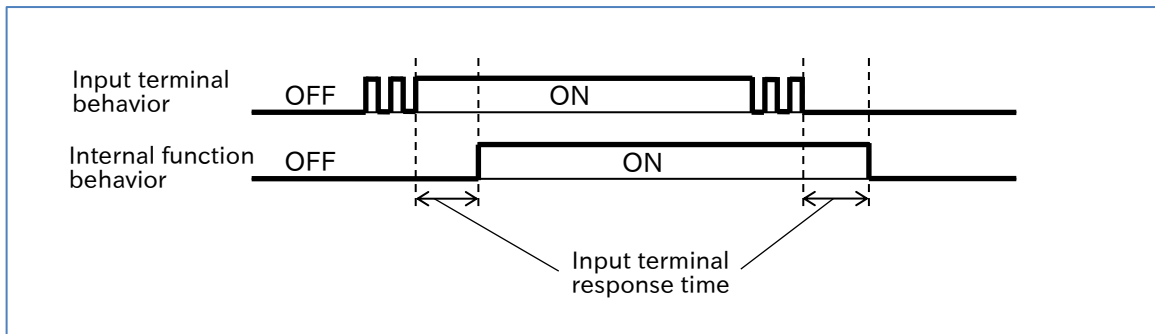 Input terminal
behavior
OFF
ON
Internal function
behavior
OFF
ON
Input terminal
response time